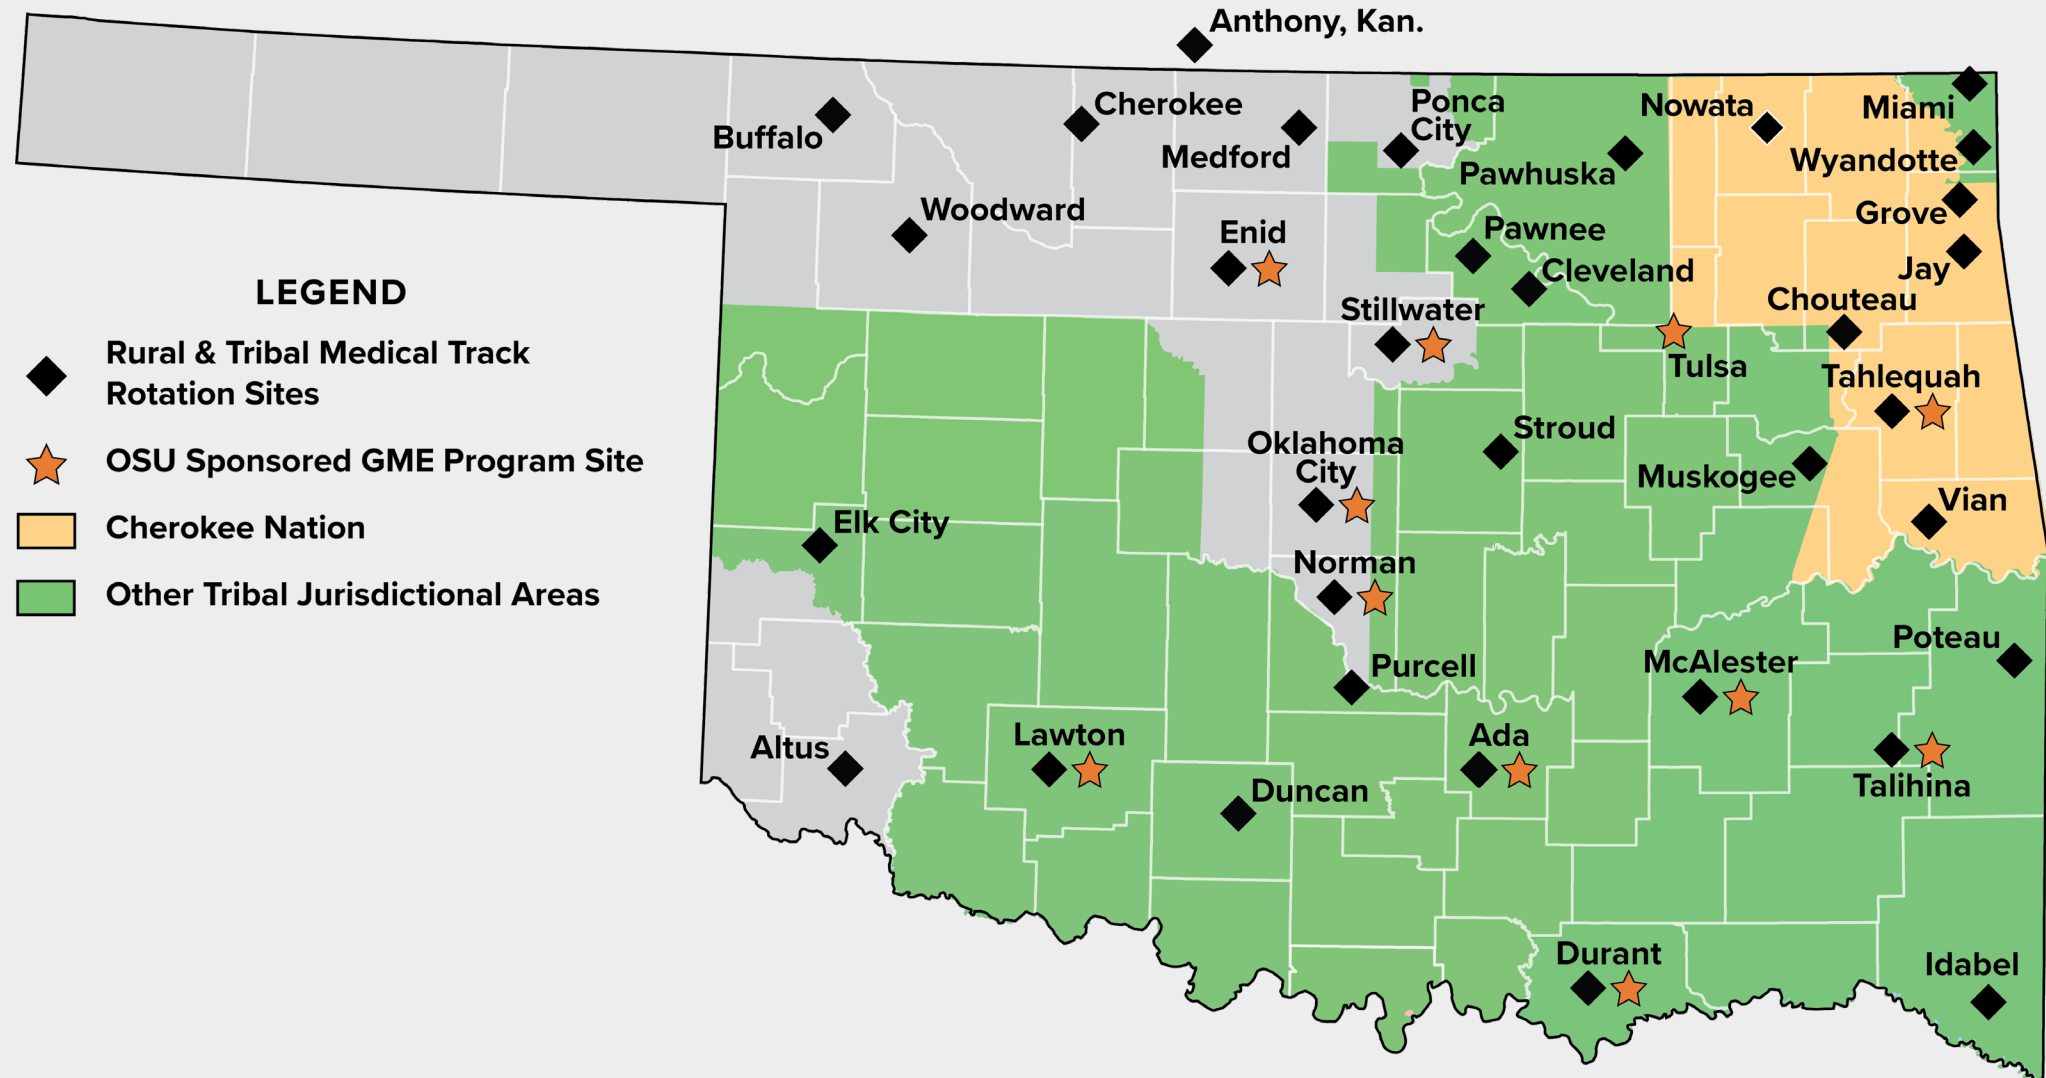 Anthony, Kan.
Cherokee
Ponca
City
Nowata
Miami
Buffalo
Medford
Pawhuska
Wyandotte
Woodward
Grove
Enid
Pawnee
Cleveland
Jay
Chouteau
Stillwater
Tulsa
Tahlequah
LEGEND
Rural & Tribal Medical Track
Rotation Sites
OSU Sponsored GME Program Site
Cherokee Nation
Other Tribal Jurisdictional Areas
Oklahoma
City
Stroud
Muskogee
Vian
Elk City
Norman
Purcell
McAlester
Poteau
Altus
Lawton
Ada
Talihina
Duncan
Durant
Idabel